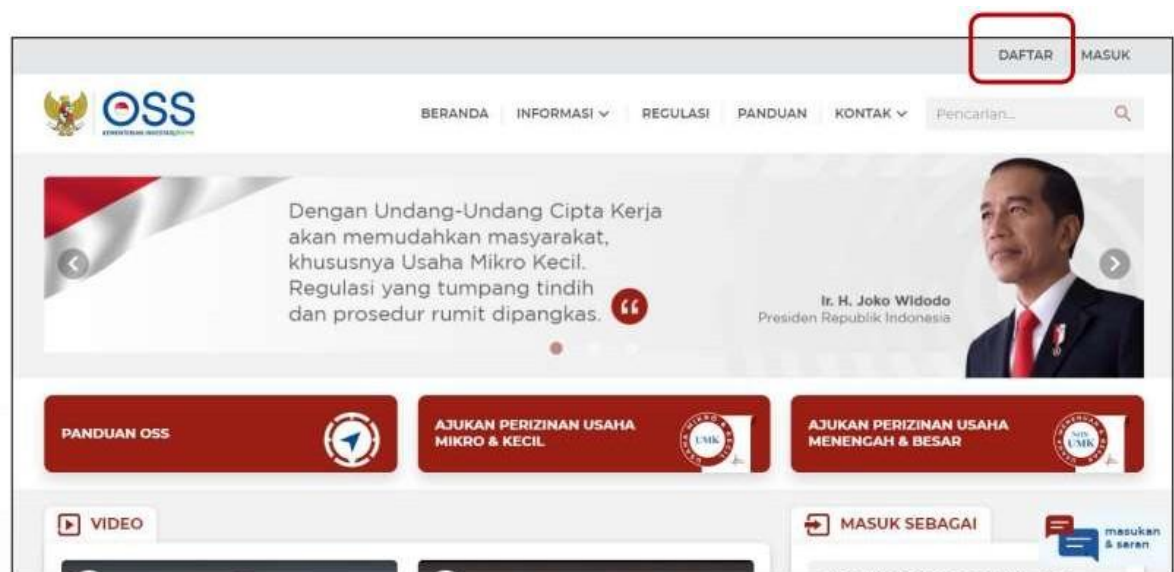 DAFTAR MASUK
OSS
BERANDA INFORMASI REGULASI PANDUAN KONTAK Pencarian...
Dengan Undang-Undang Cipta Kerja
akan memudahkan masyarakat,
khususnya Usaha Mikro Kecil.
Regulasi yang tumpang tindih
dan prosedur rumit dipangkas.
Ir. H. Joko Widodo
Presiden Republik Indonesia
PANDUAN OSS
AJUKAN PERIZINAN USAHA
MIKRO & KECIL
UMK
AJUKAN PERIZINAN USAHA
MENENGAH & BESAR
NON
UMK
VIDEO
MASUK SEBAGAI
masukan
& saran